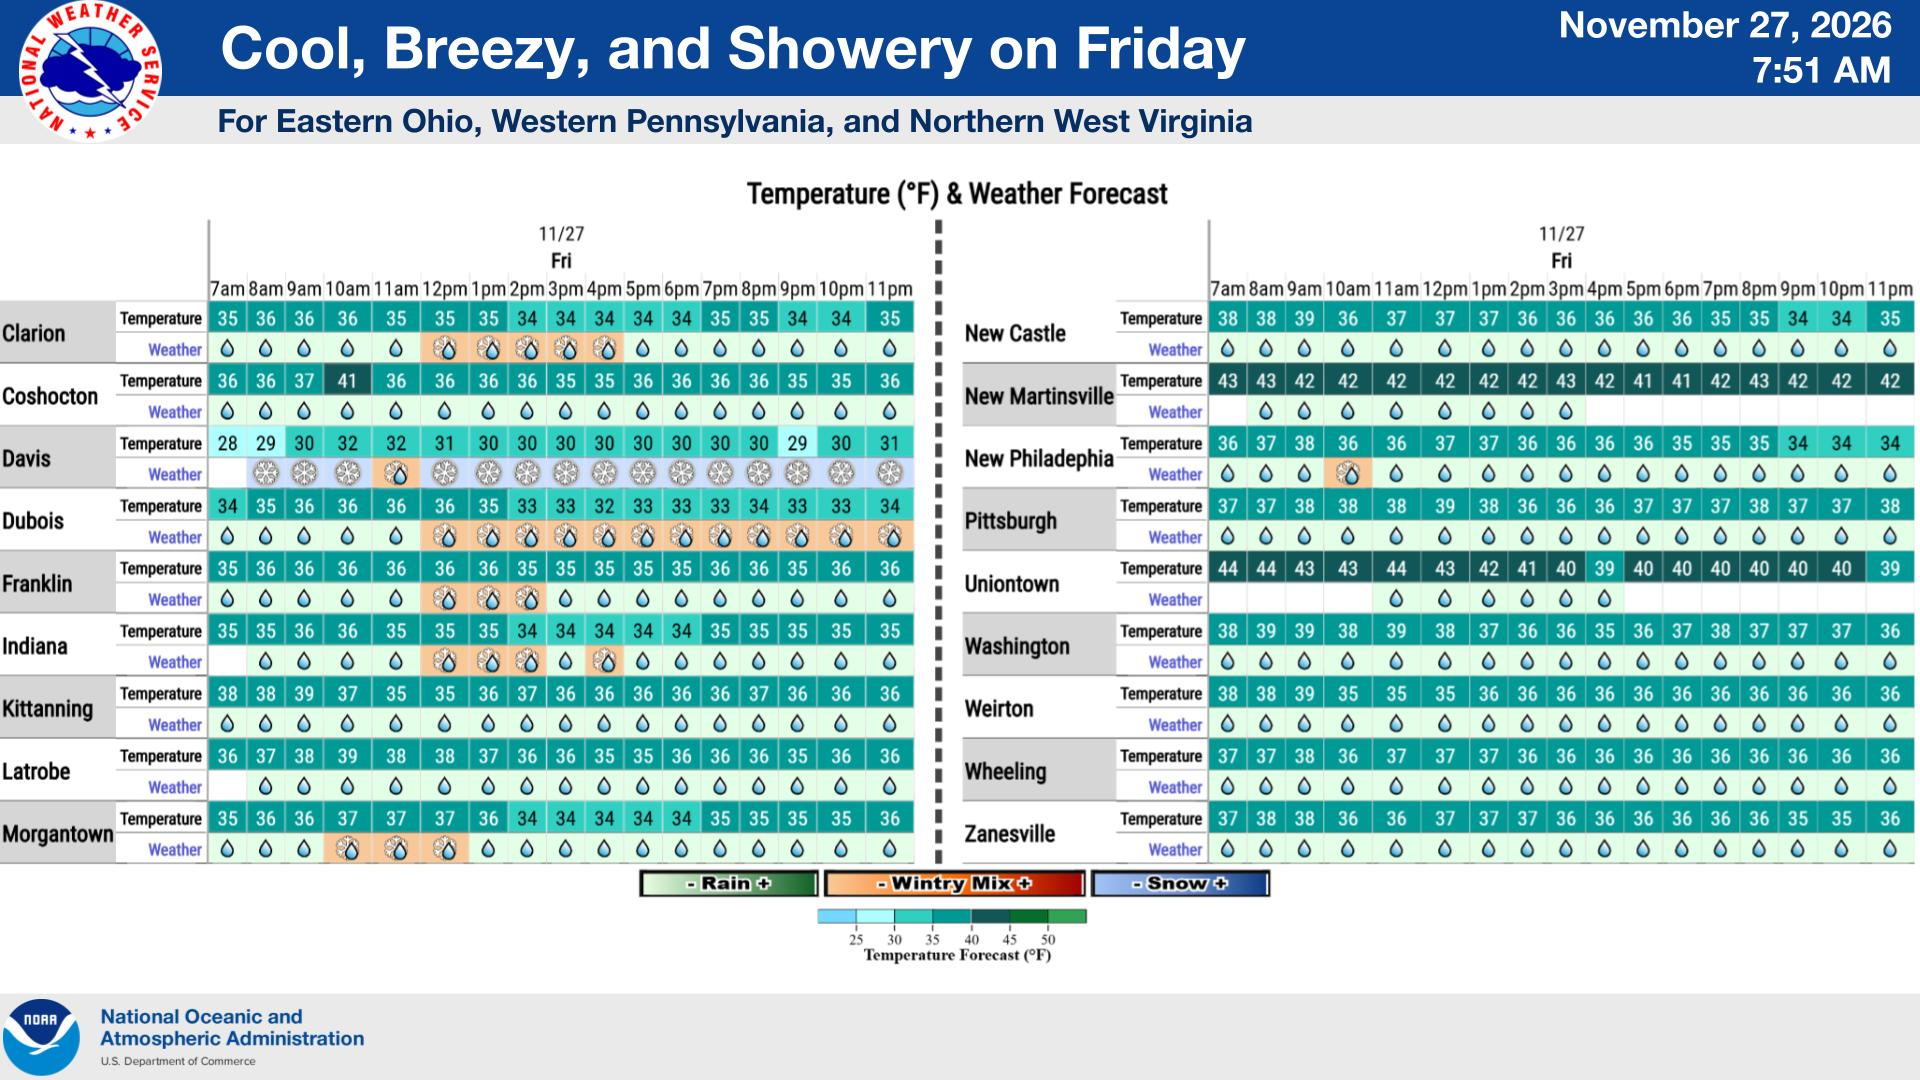 NATIONAL WEATHER SERVICE
Cool, Breezy, and Showery on Friday
November 27, 2026
7:51 AM
For Eastern Ohio, Western Pennsylvania, and Northern West Virginia
Temperature (°F) & Weather Forecast
11/27
Fri
7am 8am 9am 10am 11am 12pm 1pm 2pm 3pm 4pm 5pm 6pm 7pm 8pm 9pm 10pm 11pm
Clarion
Temperature 35 36 36 36 35 35 35 34 34 34 34 34 35 35 34 34 35
Weather
Coshocton
Temperature 36 36 37 41 36 36 36 36 35 35 36 36 36 36 35 35 36
Weather
Davis
Temperature 28 29 30 32 32 31 30 30 30 30 30 30 30 30 29 30 31
Weather
Dubois
Temperature 34 35 36 36 36 36 35 33 33 32 33 33 33 34 33 33 34
Weather
Franklin
Temperature 35 36 36 36 36 36 36 35 35 35 35 35 36 36 35 36 36
Weather
Indiana
Temperature 35 35 36 36 35 35 35 34 34 34 34 34 35 35 35 35 35
Weather
Kittanning
Temperature 38 38 39 37 35 35 36 37 36 36 36 36 36 37 36 36 36
Weather
Latrobe
Temperature 36 37 38 39 38 38 37 36 36 35 35 36 36 36 35 36 36
Weather
Morgantown
Temperature 35 36 36 37 37 37 36 34 34 34 34 34 35 35 35 35 36
Weather
11/27
Fri
7am 8am 9am 10am 11am 12pm 1pm 2pm 3pm 4pm 5pm 6pm 7pm 8pm 9pm 10pm 11pm
New Castle
Temperature 38 38 39 36 37 37 37 36 36 36 36 36 35 35 34 34 35
Weather
New Martinsville
Temperature 43 43 42 42 42 42 42 42 43 42 41 41 42 43 42 42 42
Weather
New Philadephia
Temperature 36 37 38 36 36 37 37 36 36 36 36 35 35 35 34 34 34
Weather
Pittsburgh
Temperature 37 37 38 38 38 39 38 36 36 36 37 37 37 38 37 37 38
Weather
Uniontown
Temperature 44 44 43 43 44 43 42 41 40 39 40 40 40 40 40 40 39
Weather
Washington
Temperature 38 39 39 38 39 38 37 36 36 35 36 37 38 37 37 37 36
Weather
Weirton
Temperature 38 38 39 35 35 35 36 36 36 36 36 36 36 36 36 36 36
Weather
Wheeling
Temperature 37 37 38 36 37 37 37 36 36 36 36 36 36 36 36 36 36
Weather
Zanesville
Temperature 37 38 38 36 36 37 37 37 36 36 36 36 36 36 35 35 36
Weather
- Rain +
- Wintry Mix +
- Snow +
25 30 35 40 45 50
Temperature Forecast (°F)
NOAA
National Oceanic and
Atmospheric Administration
U.S. Department of Commerce